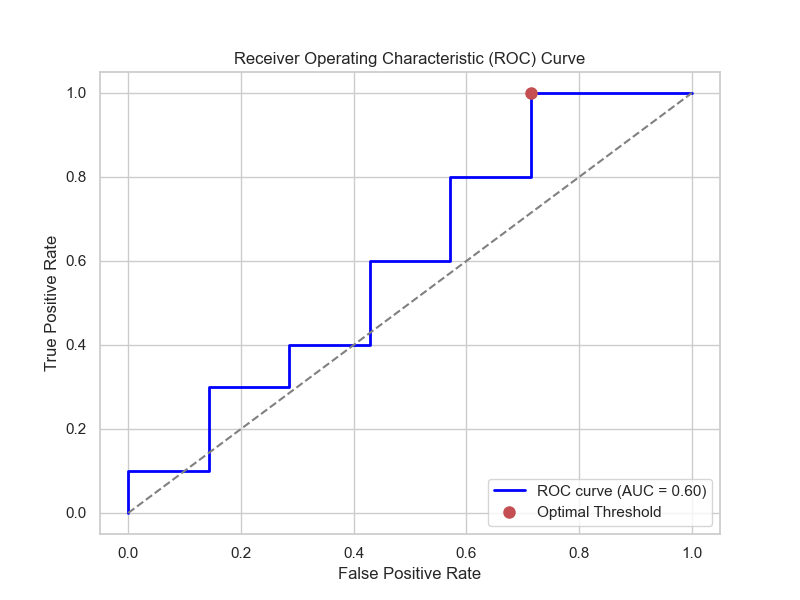 Receiver Operating Characteristic (ROC) Curve
True Positive Rate
1.0
0.8
0.6
0.4
0.2
0.0
ROC curve (AUC = 0.60)
Optimal Threshold
0.0 0.2 0.4 0.6 0.8 1.0
False Positive Rate